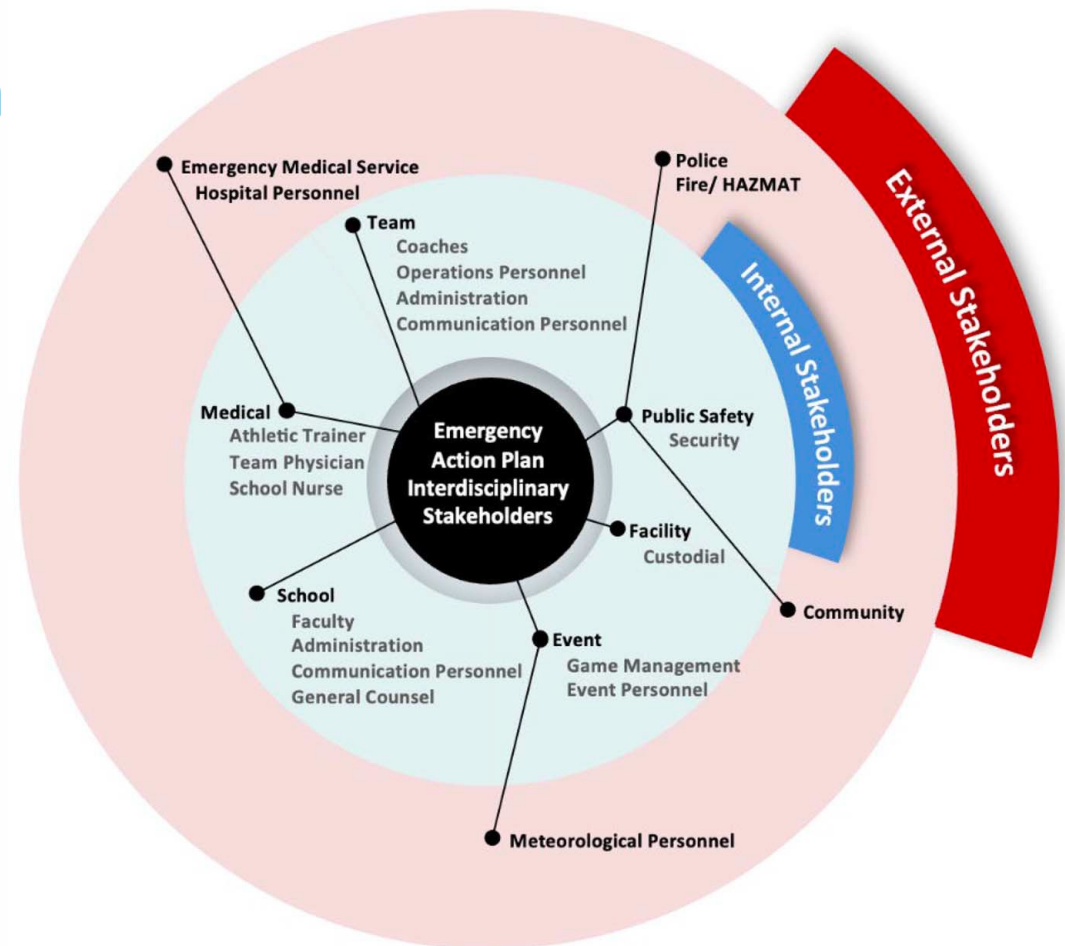 Emergency Medical Service
Hospital Personnel
Police
Fire/ HAZMAT
External Stakeholders
Team
Coaches
Operations Personnel
Administration
Communication Personnel
Internal Stakeholders
Medical
Athletic Trainer
Team Physician
School Nurse
Emergency
Action Plan
Interdisciplinary
Stakeholders
Public Safety
Security
Facility
Custodial
School
Faculty
Administration
Communication Personnel
General Counsel
Event
Game Management
Event Personnel
Community
Meteorological Personnel